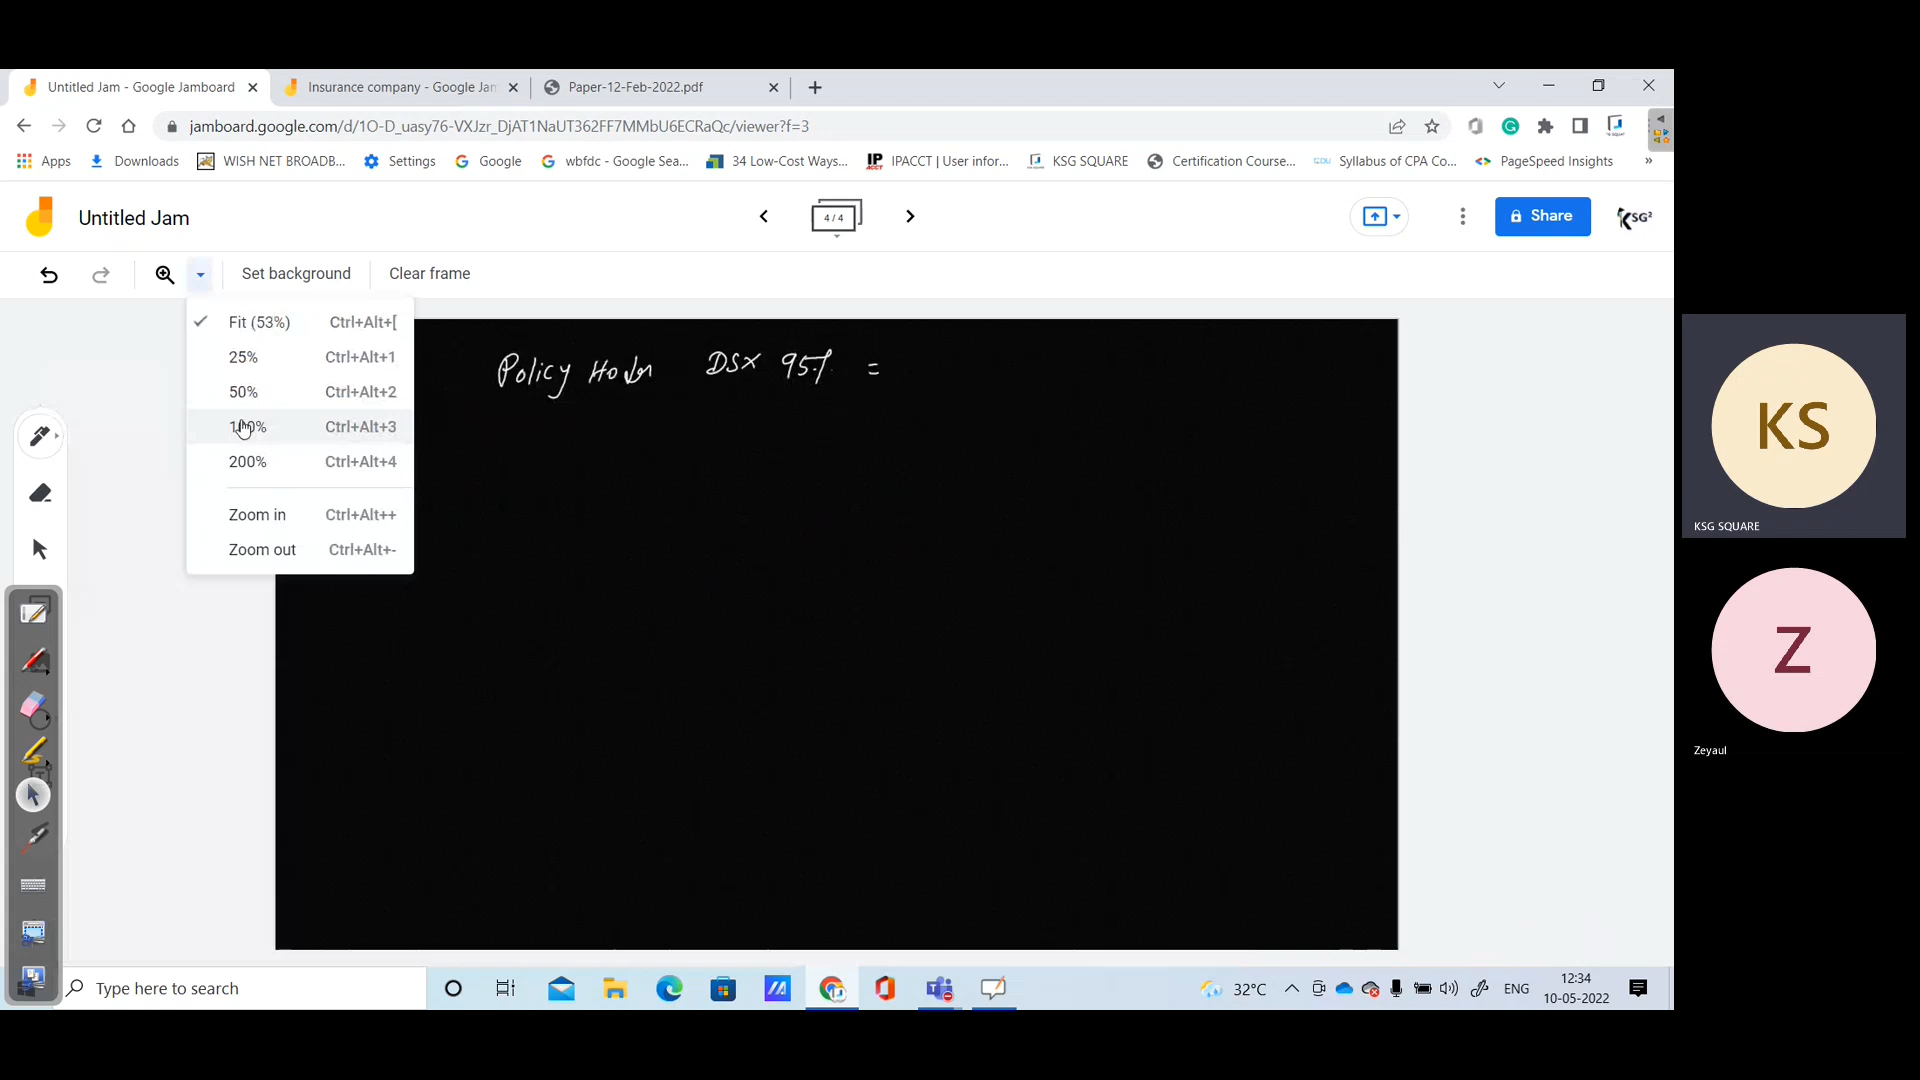 Untitled Jam - Google Jamboard
Insurance company - Google Jam
Paper-12-Feb-2022.pdf
jamboard.google.com/d/1O-D_uasy76-VXJzr_DjAT1NaUT362FF7MMbU6ECRaQc/viewer?f=3
Apps Downloads WISH NET BROADB... Settings Google wbfdc - Google Sea... 34 Low-Cost Ways... IPACCT | User infor... KSG SQUARE Certification Course... Syllabus of CPA Co... PageSpeed Insights »
Untitled Jam
4 / 4
Share
KSG²
Set background
Clear frame
Fit (53%) Ctrl+Alt+[
25% Ctrl+Alt+1
50% Ctrl+Alt+2
100% Ctrl+Alt+3
200% Ctrl+Alt+4
Zoom in Ctrl+Alt++
Zoom out Ctrl+Alt+-
Policy DSX 95% =
KS
KSG SQUARE
Z
Zeyaul
Type here to search
32°C
ENG
12:34
10-05-2022